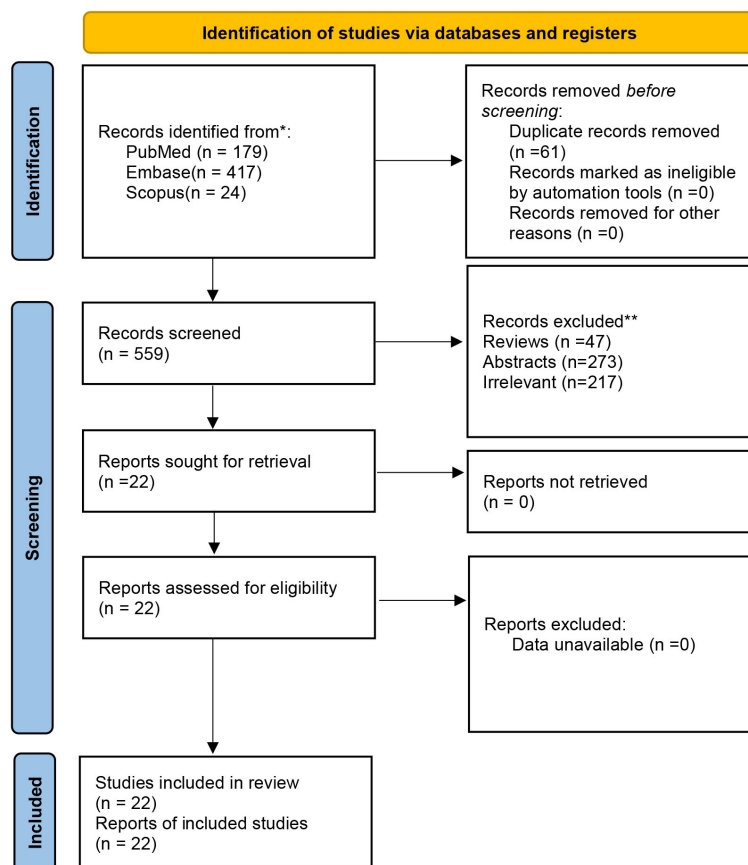 Identification of studies via databases and registers
Identification
Records identified from*:
PubMed (n = 179)
Embase(n = 417)
Scopus(n = 24)
Records removed before
screening:
Duplicate records removed
(n =61)
Records marked as ineligible
by automation tools (n =0)
Records removed for other
reasons (n =0)
Screening
Records screened
(n = 559)
Records excluded**
Reviews (n =47)
Abstracts (n=273)
Irrelevant (n=217)
Reports sought for retrieval
(n =22)
Reports not retrieved
(n = 0)
Reports assessed for eligibility
(n = 22)
Reports excluded:
Data unavailable (n =0)
Included
Studies included in review
(n = 22)
Reports of included studies
(n = 22)